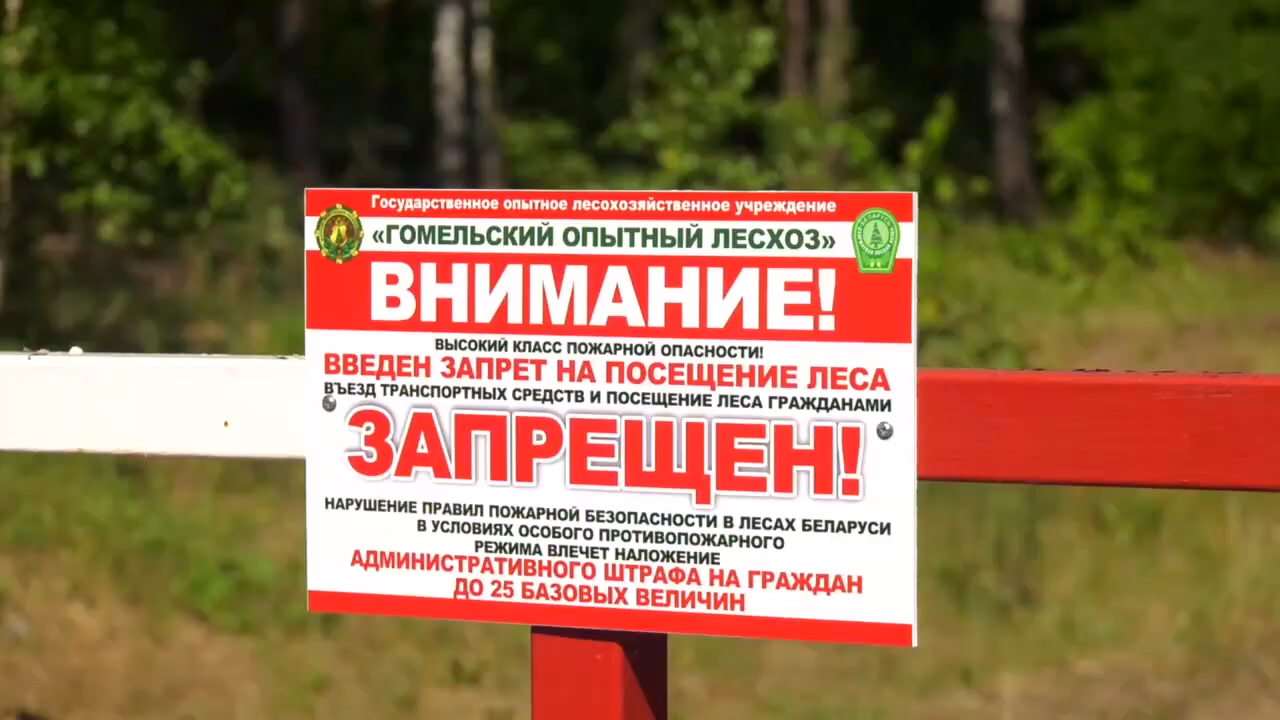 Государственное опытное лесохозяйственное учреждение
«ГОМЕЛЬСКИЙ ОПЫТНЫЙ ЛЕСХОЗ»
ВНИМАНИЕ!
ВЫСОКИЙ КЛАСС ПОЖАРНОЙ ОПАСНОСТИ!
ВВЕДЕН ЗАПРЕТ НА ПОСЕЩЕНИЕ ЛЕСА
ВЪЕЗД ТРАНСПОРТНЫХ СРЕДСТВ И ПОСЕЩЕНИЕ ЛЕСА ГРАЖДАНАМИ
ЗАПРЕЩЕН!
НАРУШЕНИЕ ПРАВИЛ ПОЖАРНОЙ БЕЗОПАСНОСТИ В ЛЕСАХ БЕЛАРУСИ
В УСЛОВИЯХ ОСОБОГО ПРОТИВОПОЖАРНОГО
РЕЖИМА ВЛЕЧЕТ НАЛОЖЕНИЕ
АДМИНИСТРАТИВНОГО ШТРАФА НА ГРАЖДАН
ДО 25 БАЗОВЫХ ВЕЛИЧИН